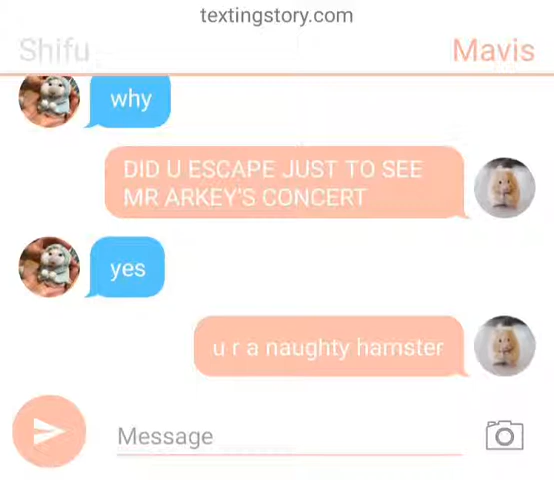 textingstory.com
Shifu
Mavis
why
DID U ESCAPE JUST TO SEE
MR ARKEY'S CONCERT
yes
u r a naughty hamster
Message